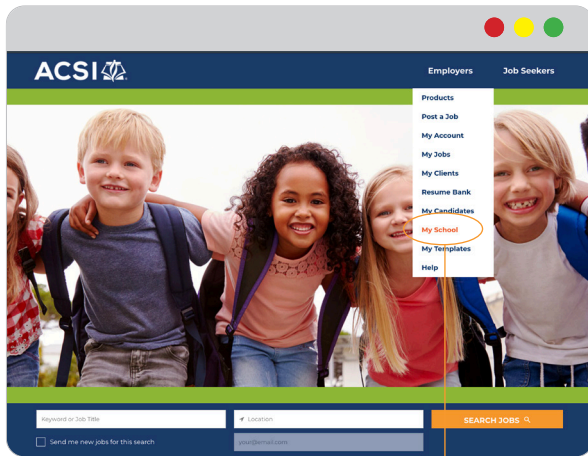 ACSI
Employers
Job Seekers
Products
Post a Job
My Account
My Jobs
My Clients
Resume Bank
My Candidates
My School
My Templates
Help
Keyword or Job Title
Location
SEARCH JOBS
Send me new jobs for this search
your@email.com